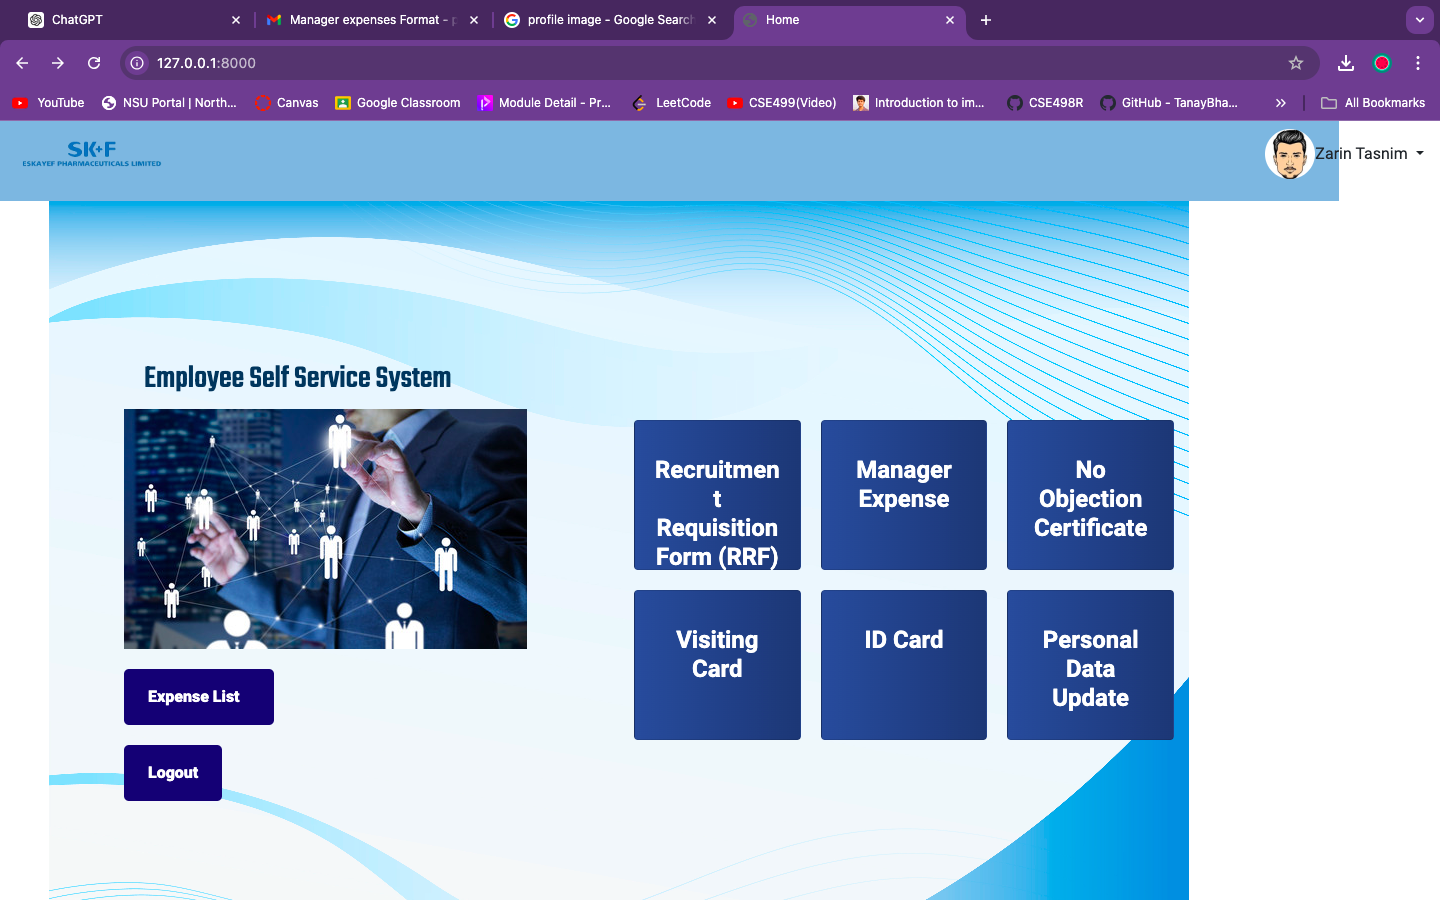 ChatGPT
Manager expenses Format - p
profile image - Google Search
Home
127.0.0.1:8000
YouTube
NSU Portal | North...
Canvas
Google Classroom
Module Detail - Pr...
LeetCode
CSE499(Video)
Introduction to im...
CSE498R
GitHub - TanayBha...
All Bookmarks
SK+F
ESKAYEF PHARMACEUTICALS LIMITED
Zarin Tasnim
Employee Self Service System
Recruitmen
t
Requisition
Form (RRF)
Manager
Expense
No
Objection
Certificate
Visiting
Card
ID Card
Personal
Data
Update
Expense List
Logout